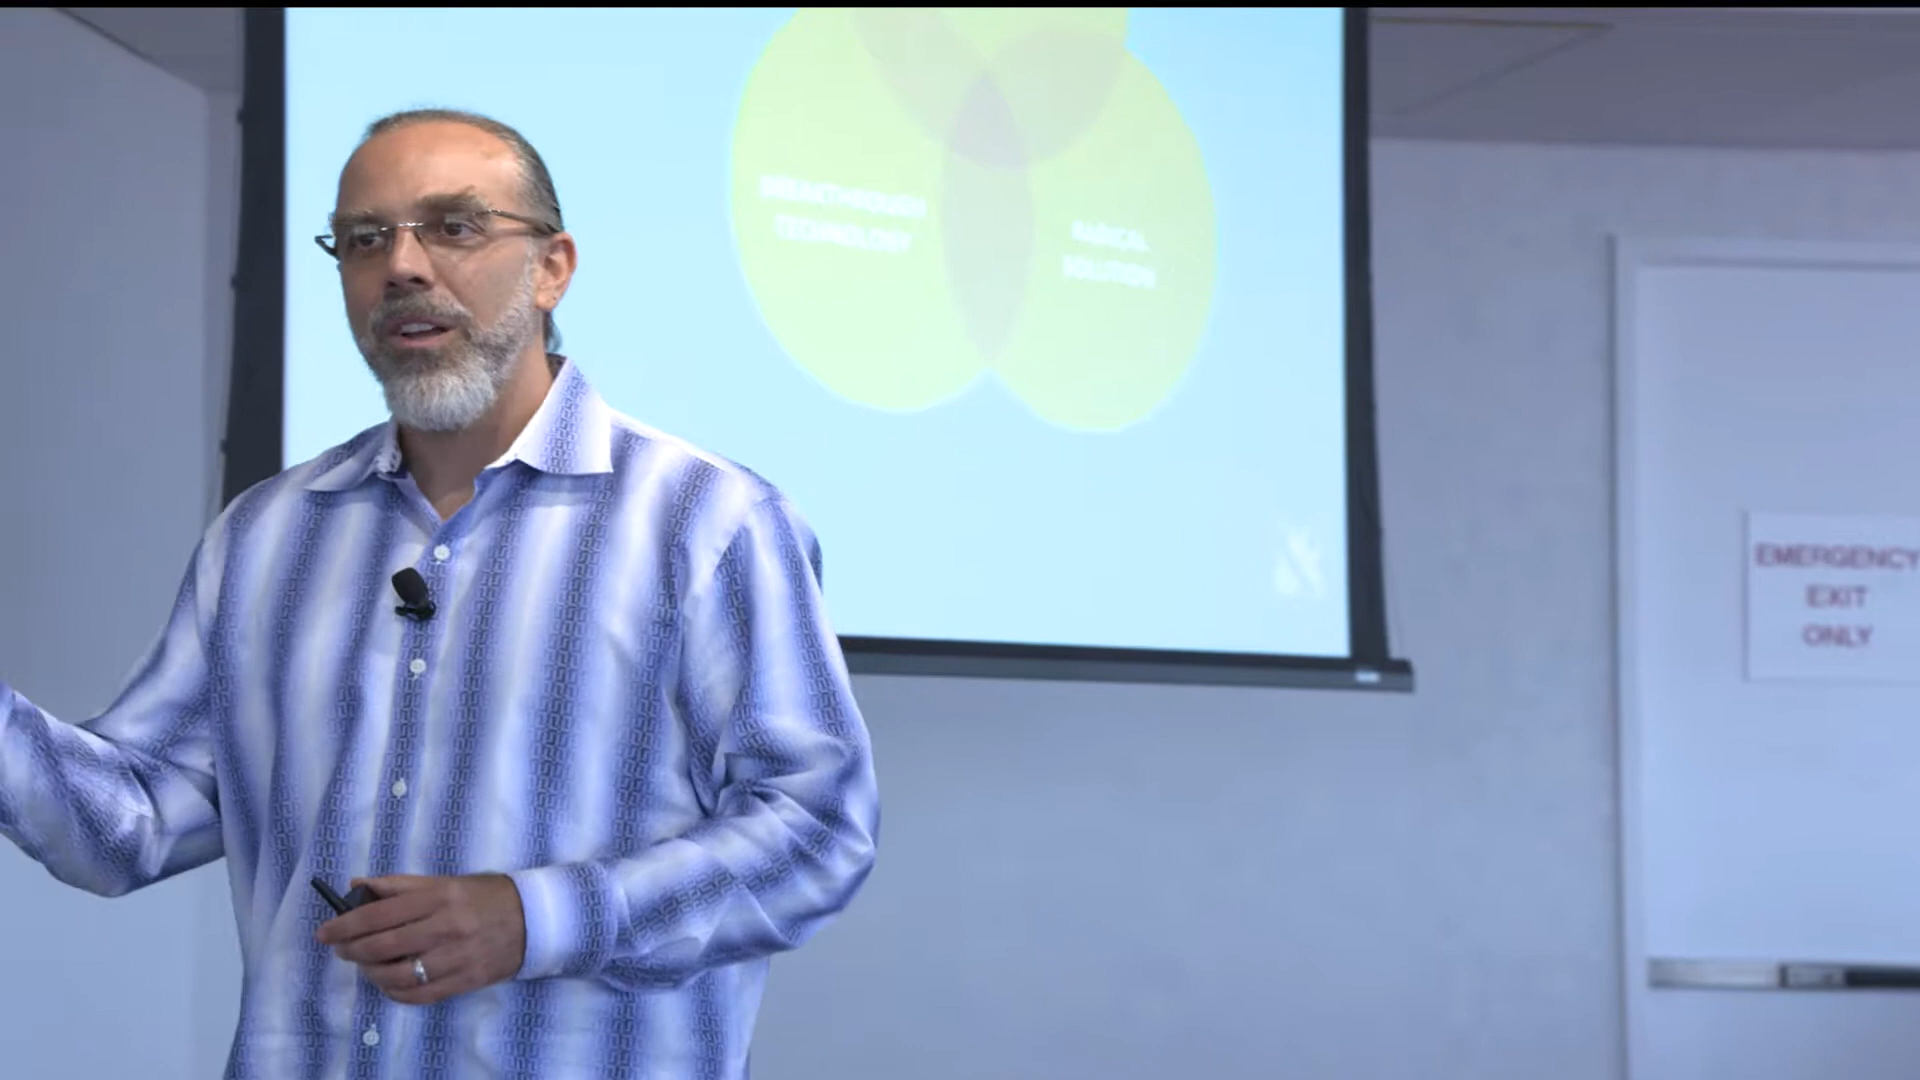 BREAKTHROUGH
TECHNOLOGY
RADICAL
SOLUTION
EMERGENCY
EXIT
ONLY